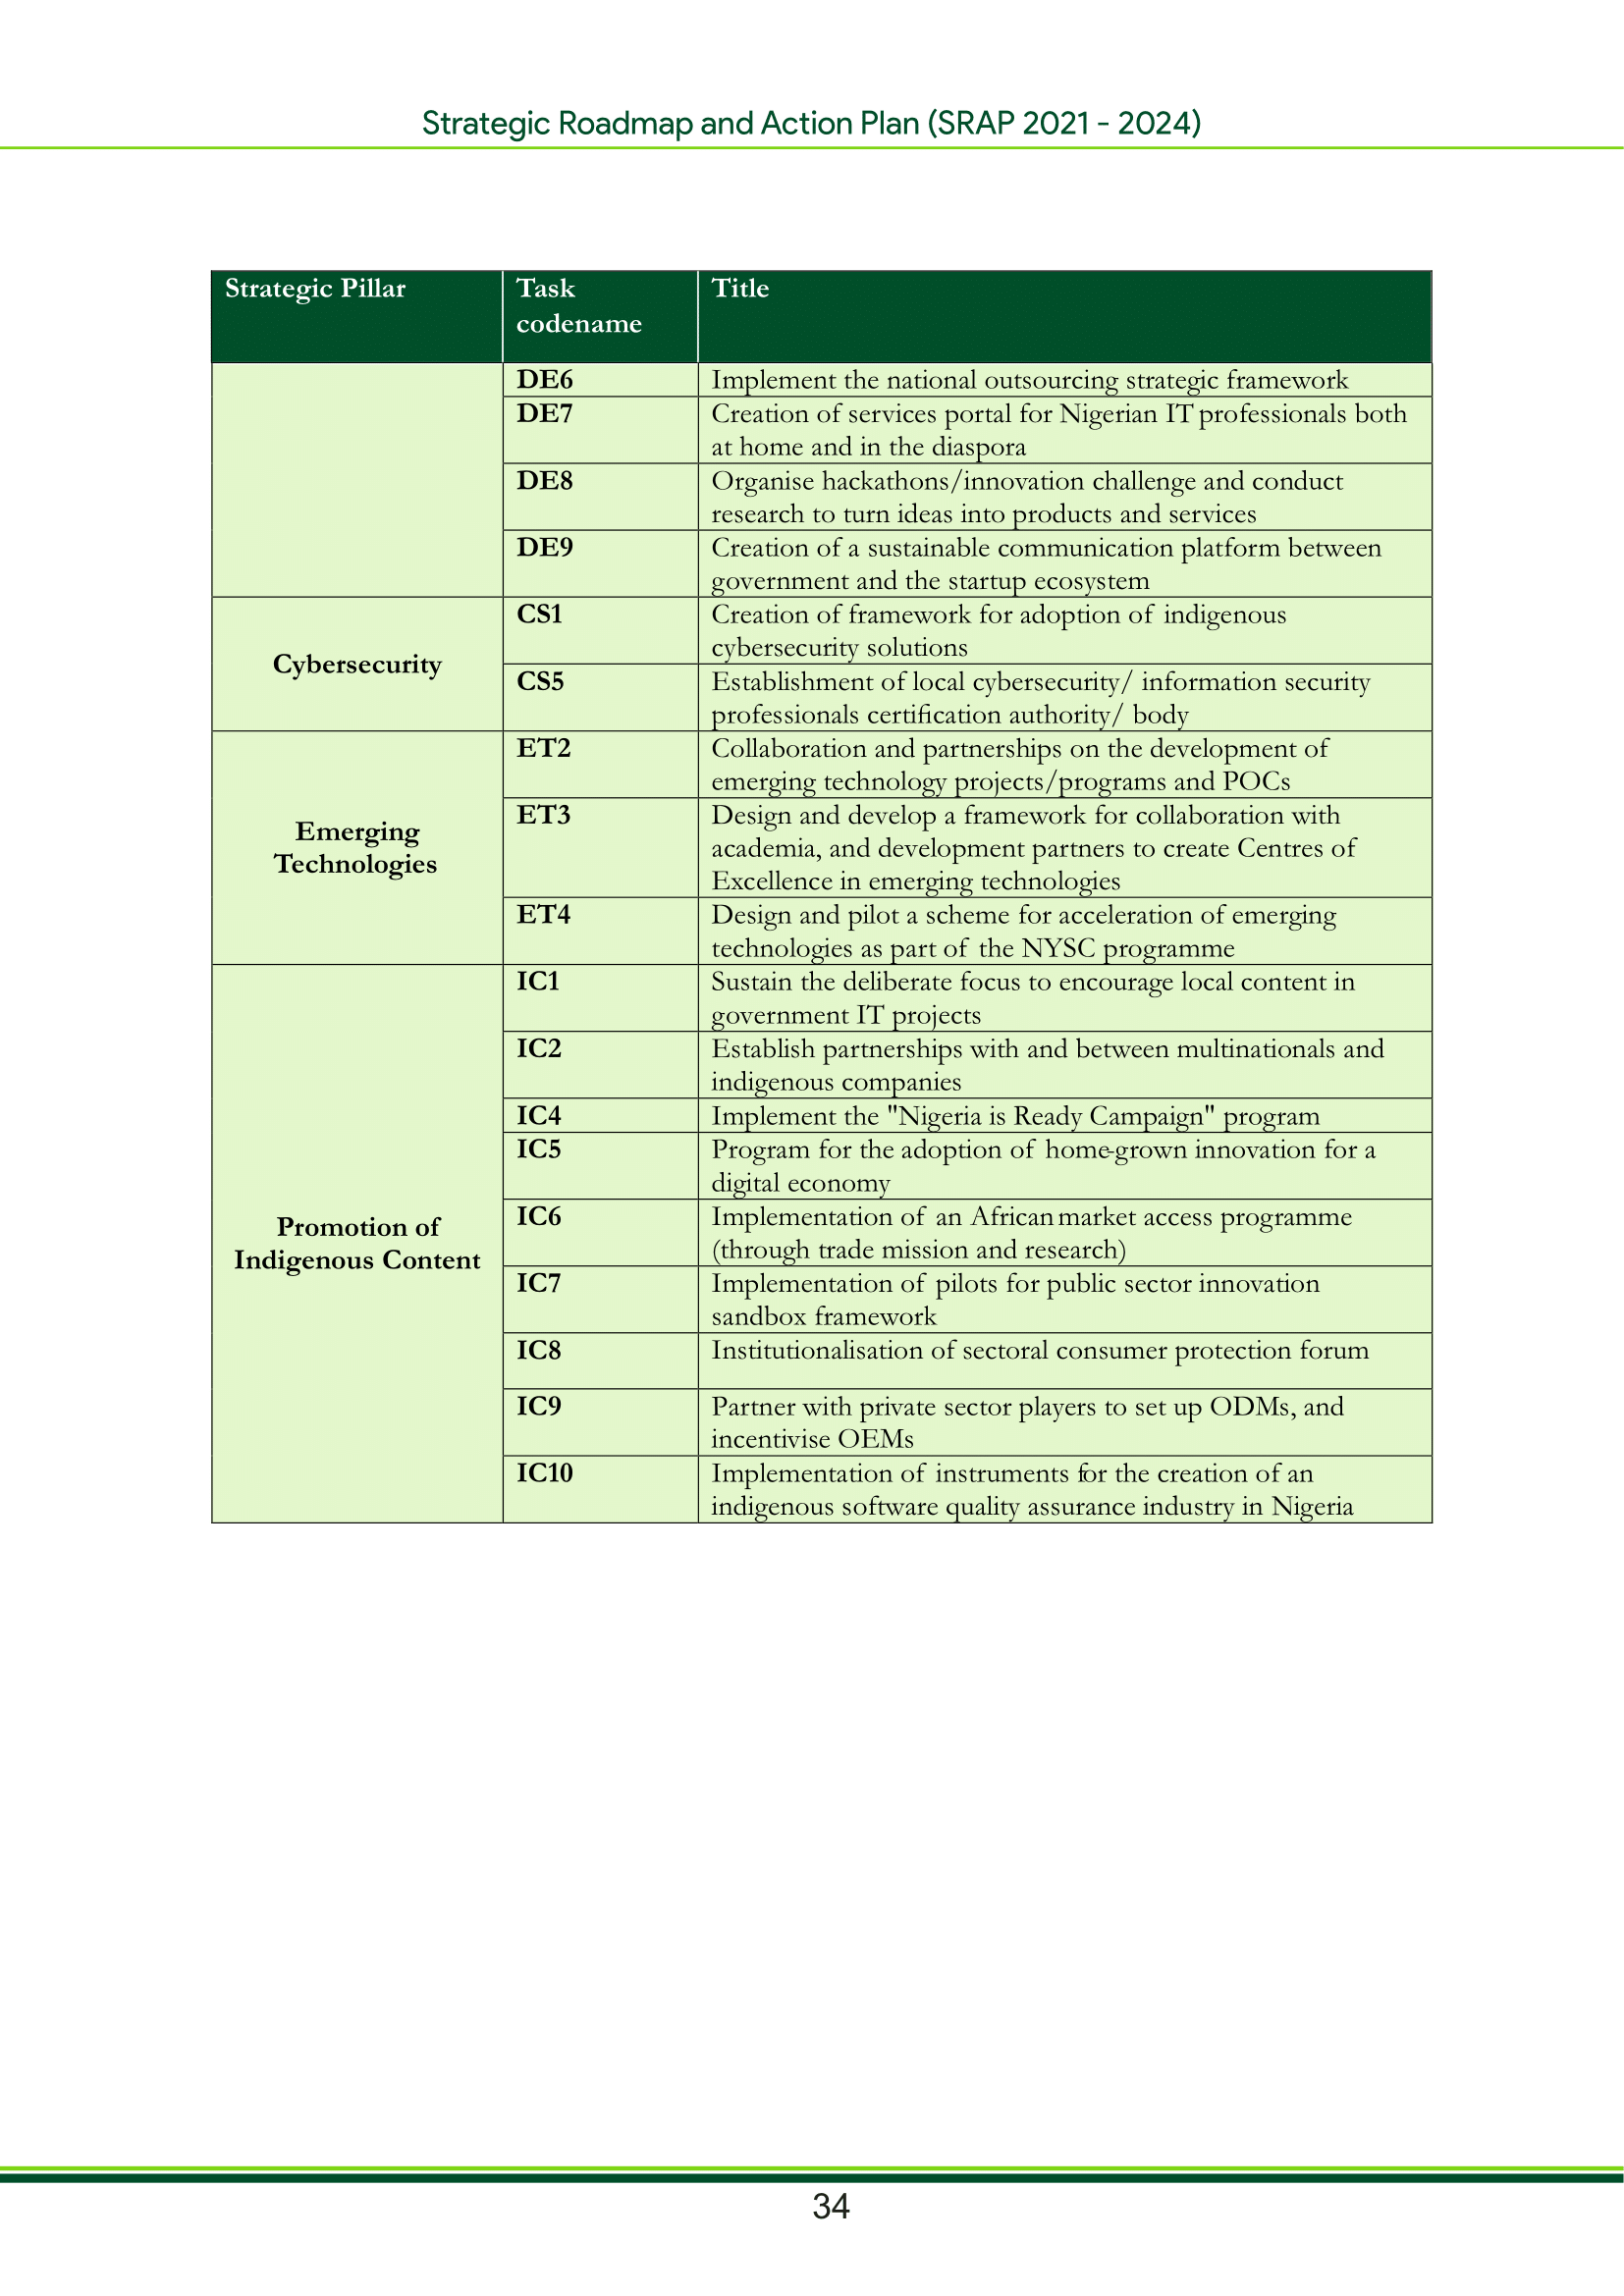 Strategic Roadmap and Action Plan (SRAP 2021 - 2024)
Strategic Pillar
Task
codename
Title
DE6
Implement the national outsourcing strategic framework
DE7
Creation of services portal for Nigerian IT professionals both
at home and in the diaspora
DE8
Organise hackathons/innovation challenge and conduct
research to turn ideas into products and services
DE9
Creation of a sustainable communication platform between
government and the startup ecosystem
Cybersecurity
CS1
Creation of framework for adoption of indigenous
cybersecurity solutions
CS5
Establishment of local cybersecurity/ information security
professionals certification authority/ body
Emerging
Technologies
ET2
Collaboration and partnerships on the development of
emerging technology projects/programs and POCs
ET3
Design and develop a framework for collaboration with
academia, and development partners to create Centres of
Excellence in emerging technologies
ET4
Design and pilot a scheme for acceleration of emerging
technologies as part of the NYSC programme
Promotion of
Indigenous Content
IC1
Sustain the deliberate focus to encourage local content in
government IT projects
IC2
Establish partnerships with and between multinationals and
indigenous companies
IC4
Implement the "Nigeria is Ready Campaign" program
IC5
Program for the adoption of home-grown innovation for a
digital economy
IC6
Implementation of an African market access programme
(through trade mission and research)
IC7
Implementation of pilots for public sector innovation
sandbox framework
IC8
Institutionalisation of sectoral consumer protection forum
IC9
Partner with private sector players to set up ODMs, and
incentivise OEMs
IC10
Implementation of instruments for the creation of an
indigenous software quality assurance industry in Nigeria
34